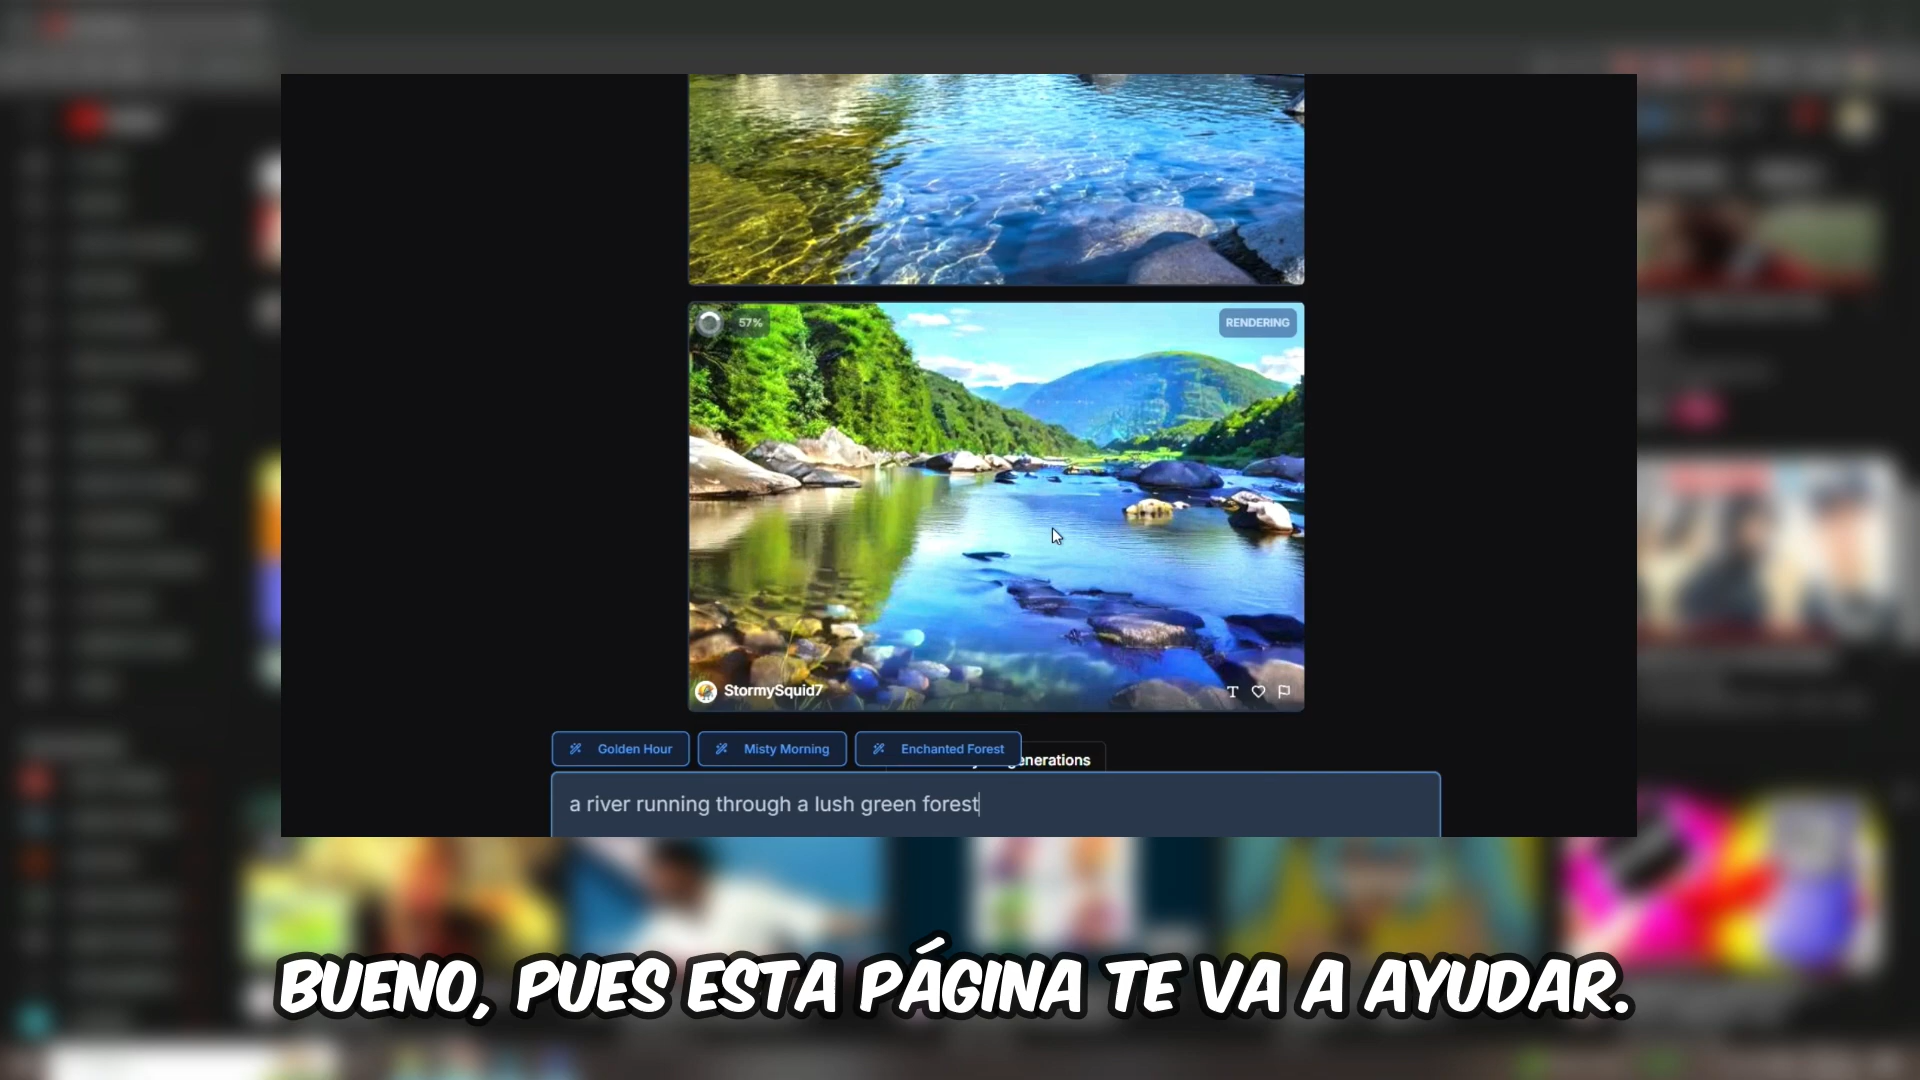 57%
RENDERING
StormySquid7
Golden Hour
Misty Morning
Enchanted Forest
enerations
a river running through a lush green forest
BUENO, PUES ESTA PÁGINA TE VA A AYUDAR.